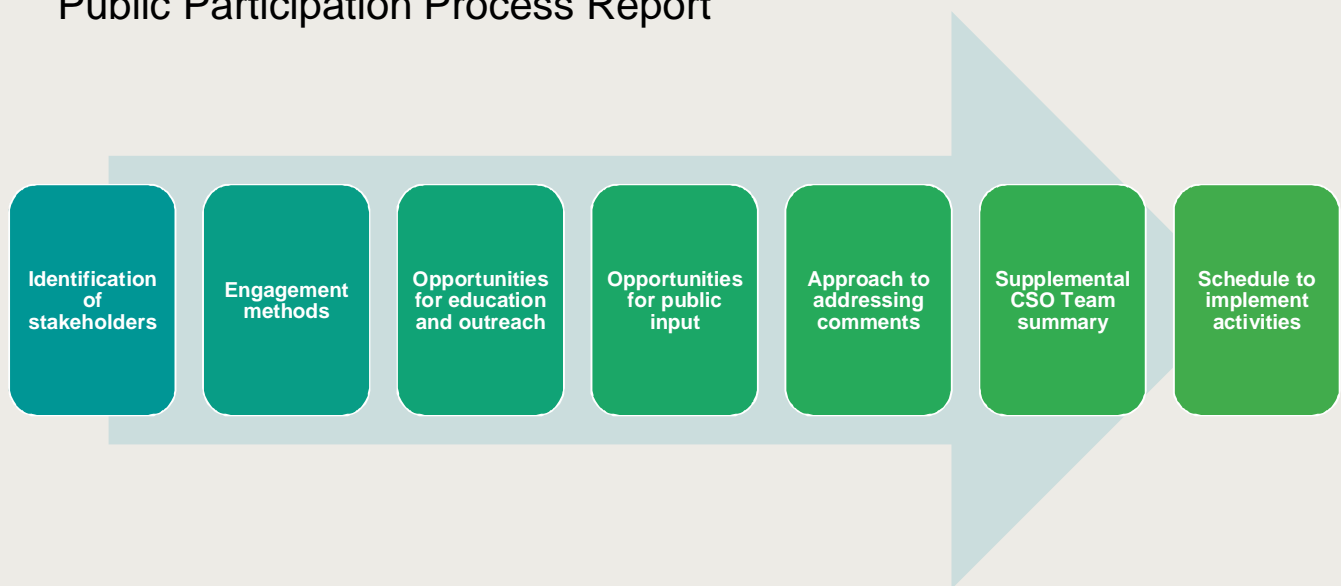 Public Participation Process Report
Identification
of
stakeholders
Engagement
methods
Opportunities
for education
and outreach
Opportunities
for public
input
Approach to
addressing
comments
Supplemental
CSO Team
summary
Schedule to
implement
activities